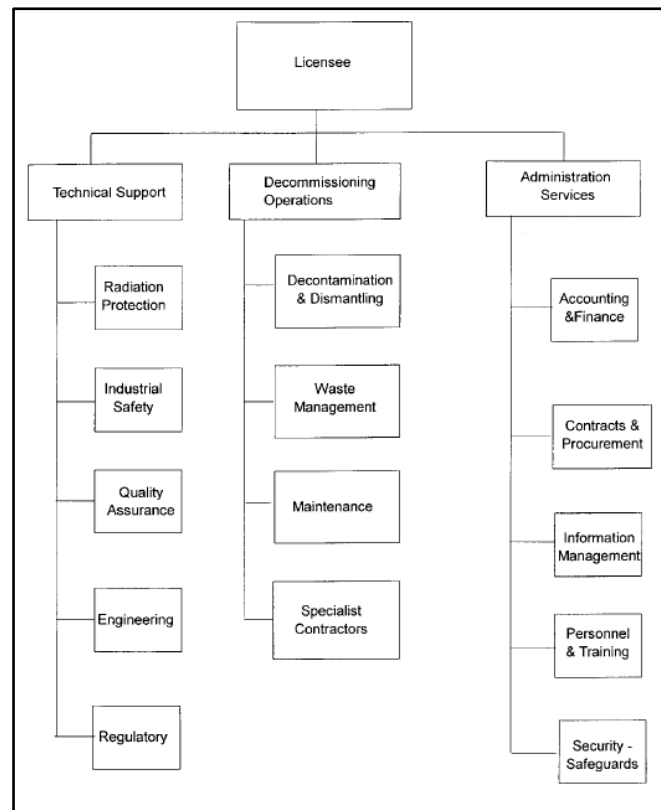 Licensee
Technical Support
Decommissioning
Operations
Administration
Services
Radiation
Protection
Industrial
Safety
Quality
Assurance
Engineering
Regulatory
Decontamination
& Dismantling
Waste
Management
Maintenance
Specialist
Contractors
Accounting
&Finance
Contracts &
Procurement
Information
Management
Personnel
& Training
Security -
Safeguards